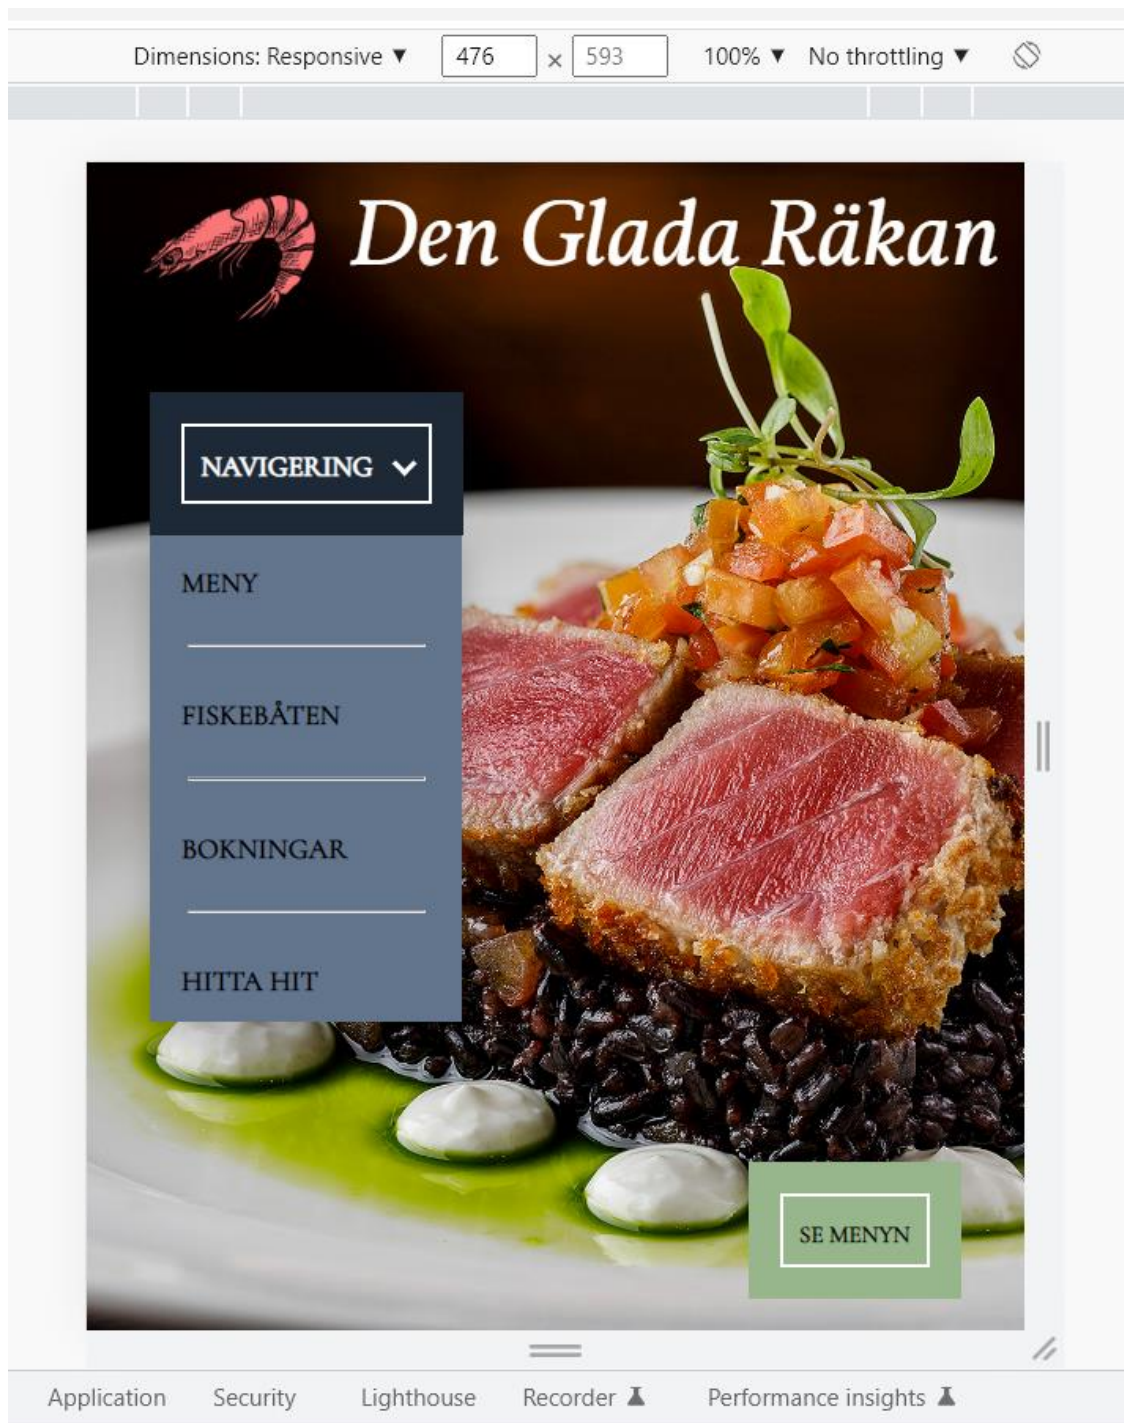 Dimensions: Responsive ▼ 476 × 593 100% ▼ No throttling ▼
Den Glada Räkan
NAVIGERING
MENY
FISKEBÅTEN
BOKNINGAR
HITTA HIT
SE MENYN
Application Security Lighthouse Recorder Performance insights